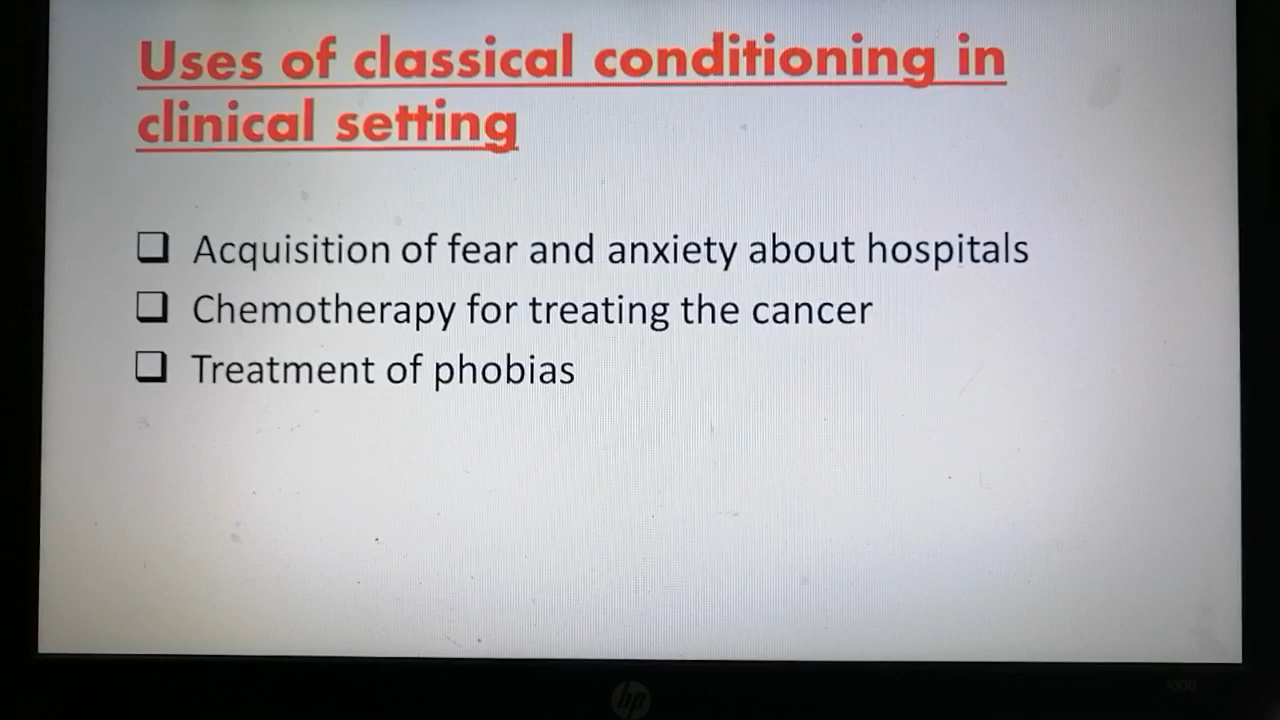 Uses of classical conditioning in
clinical setting
❑ Acquisition of fear and anxiety about hospitals
❑ Chemotherapy for treating the cancer
❑ Treatment of phobias
hp